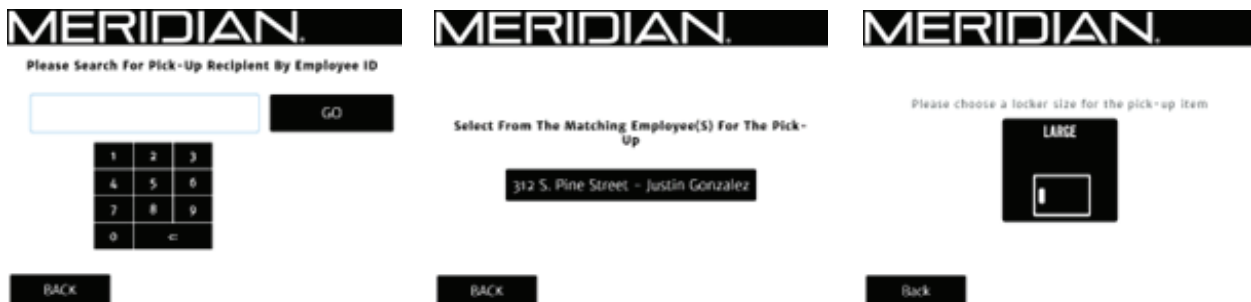 MERIDIAN®
Please Search For Pick-Up Recipient By Employee ID
GO
1 2 3
4 5 6
7 8 9
0
BACK
MERIDIAN®
Select From The Matching Employee(S) For The Pick-
Up
312 S. Pine Street - Justin Gonzalez
BACK
MERIDIAN®
Please choose a locker size for the pick-up item
LARGE
Back